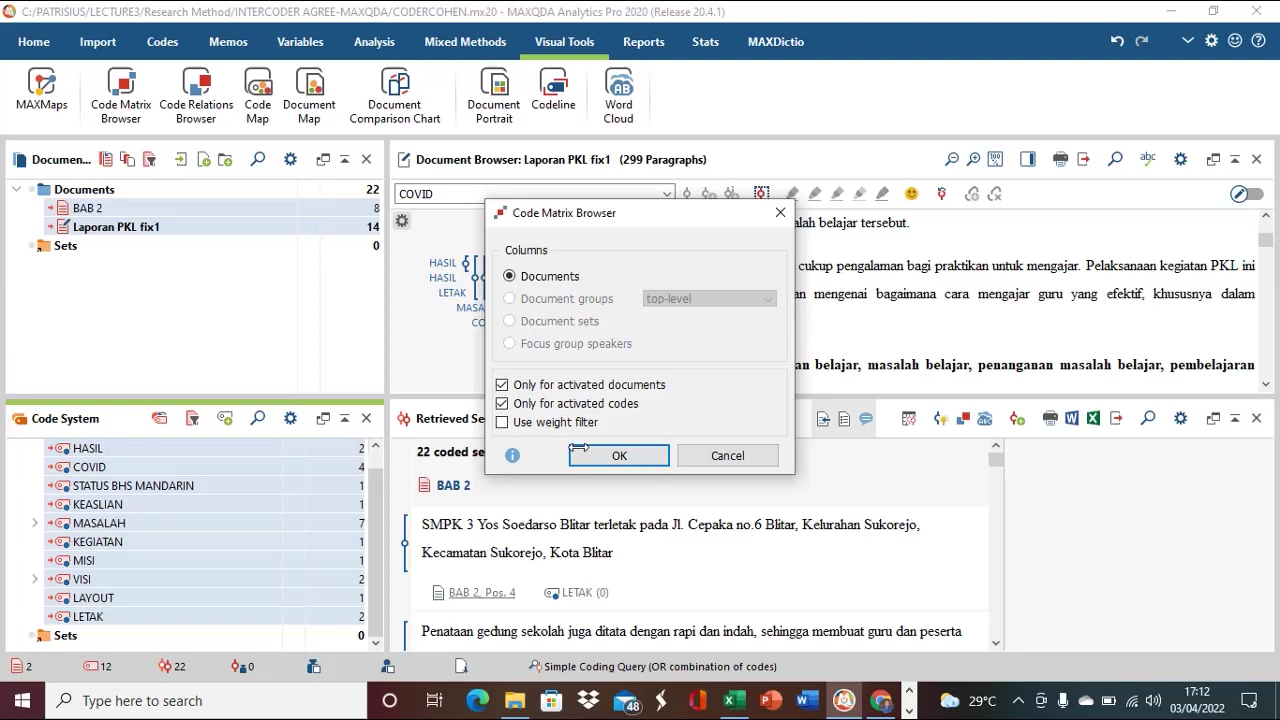 C:/PATRISIUS/LECTURE3/Research Method/INTERCODER AGREE-MAXQDA/CODERCOHEN.mx20 - MAXQDA Analytics Pro 2020 (Release 20.4.1)
Home Import Codes Memos Variables Analysis Mixed Methods Visual Tools Reports Stats MAXDictio
MAXMaps Code Matrix Browser Code Relations Browser Code Map Document Map Document Comparison Chart Document Portrait Codeline Word Cloud
Documen...
Documents 22
BAB 2 8
Laporan PKL fix1 14
Sets 0
Document Browser: Laporan PKL fix1 (299 Paragraphs)
100%
abc
COVID
alah belajar tersebut.
HASIL
cukup pengalaman bagi praktikan untuk mengajar. Pelaksanaan kegiatan PKL ini
HASIL
LETAK
an mengenai bagaimana cara mengajar guru yang efektif, khususnya dalam
MASA
CO
an belajar, masalah belajar, penanganan masalah belajar, pembelajaran
Code Matrix Browser
Columns
Documents
Document groups top-level
Document sets
Focus group speakers
Only for activated documents
Only for activated codes
Use weight filter
OK Cancel
Code System
HASIL 2
COVID 4
STATUS BHS MANDARIN 1
KEASLIAN 1
MASALAH 7
KEGIATAN 1
MISI 1
VISI 2
LAYOUT 1
LETAK 2
Sets 0
Retrieved Se
22 coded se
BAB 2
SMPK 3 Yos Soedarso Blitar terletak pada Jl. Cepaka no.6 Blitar, Kehurahan Sukorejo,
Kecamatan Sukorejo, Kota Blitar
BAB 2, Pos. 4 LETAK (0)
Penataan gedung sekolah juga ditata dengan rapi dan indah, sehingga membuat guru dan peserta
2 12 22 0 Simple Coding Query (OR combination of codes)
Type here to search
48
29°C
17:12
03/04/2022